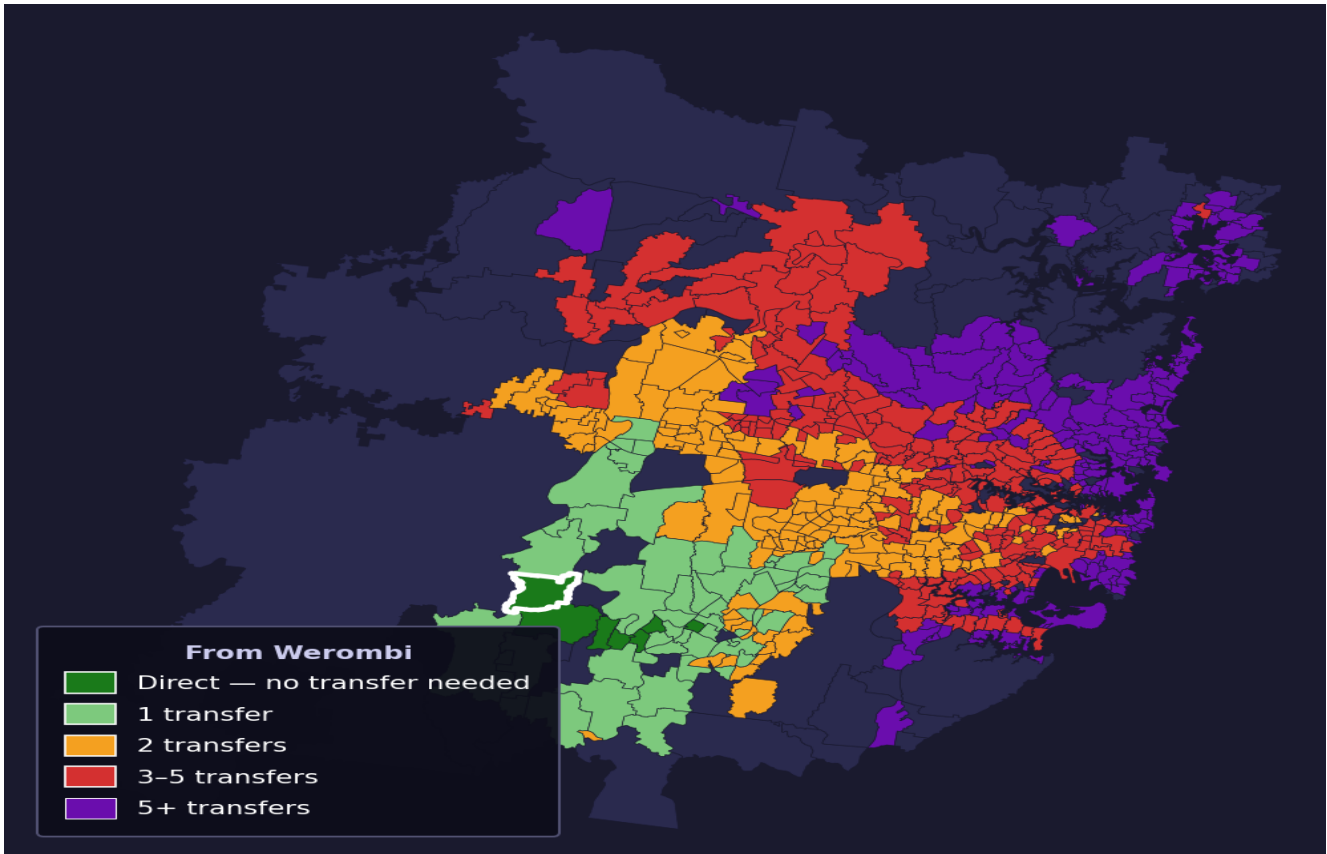 From Werombi
Direct — no transfer needed
1 transfer
2 transfers
3–5 transfers
5+ transfers